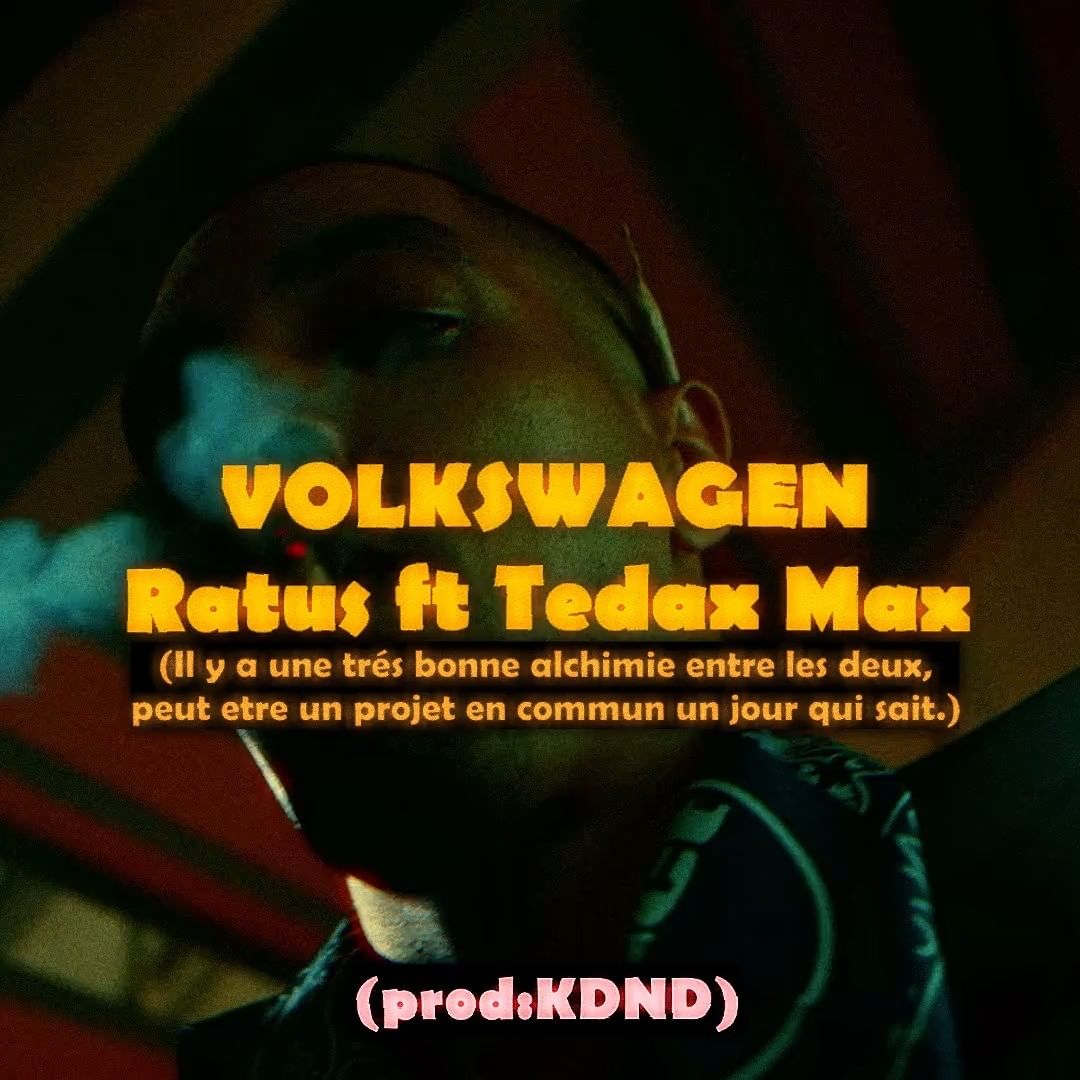 VOLKSWAGEN
Ratus ft Tedax Max
(Il y a une trés bonne alchimie entre les deux,
peut etre un projet en commun un jour qui sait.)
(prod:KDND)